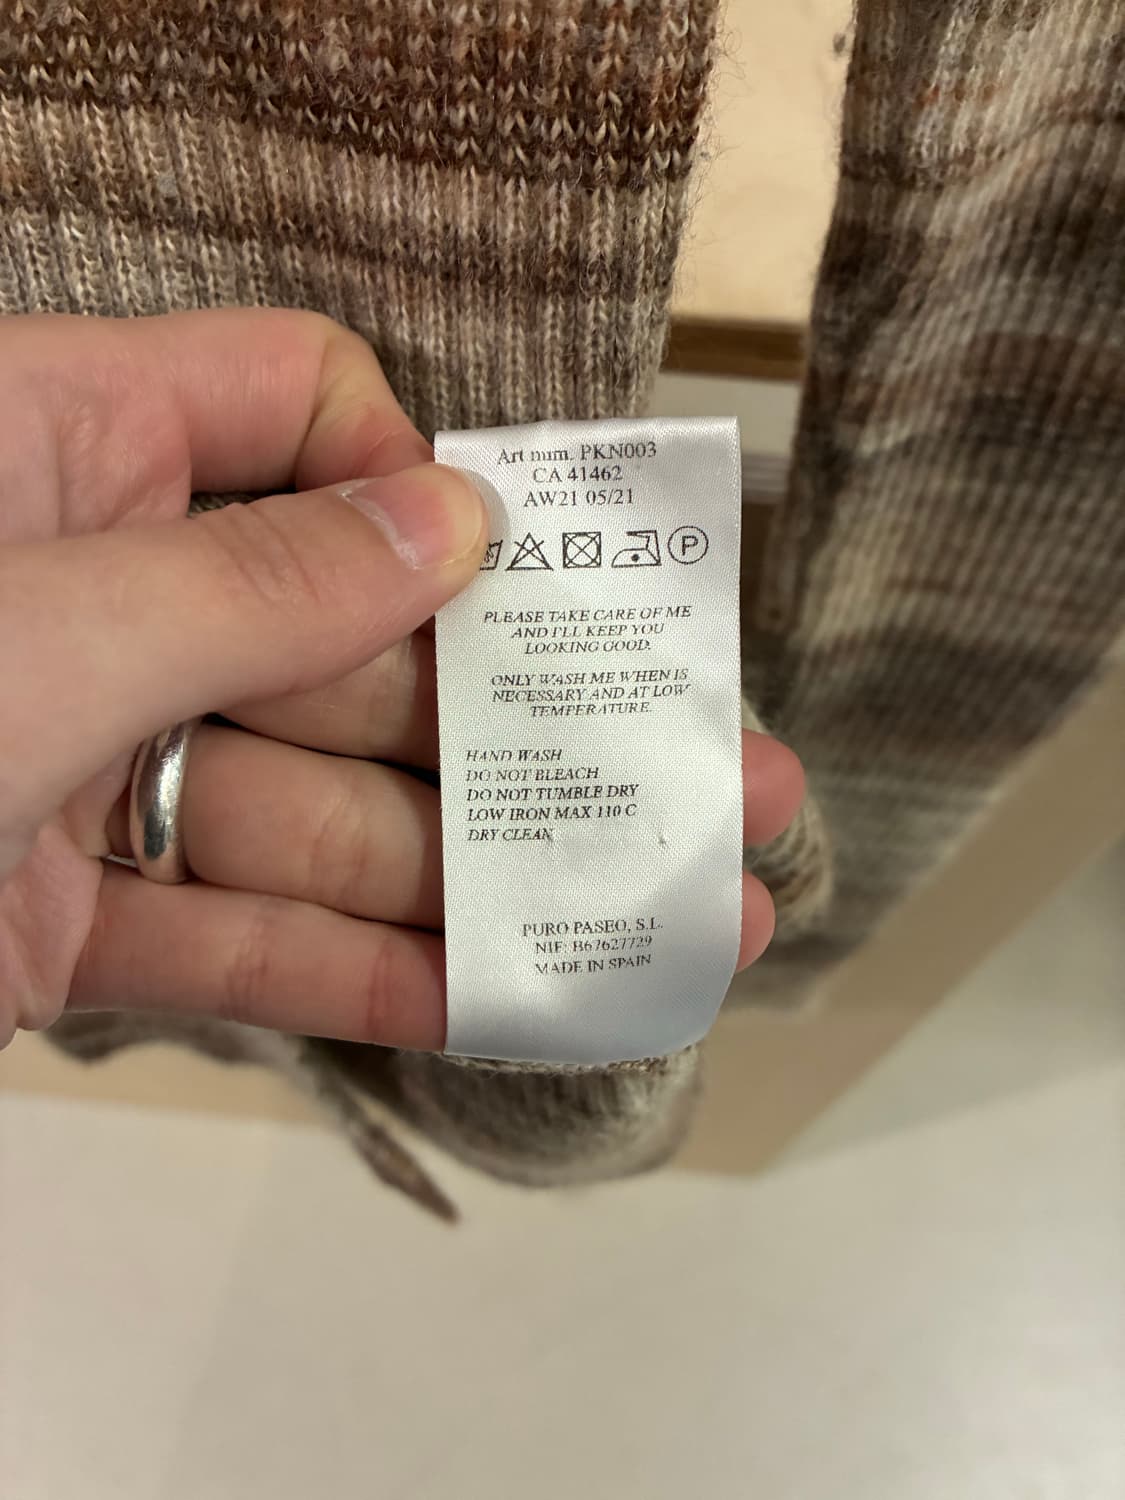 Art num. PKN003
CA 41462
AW21 05/21
P
PLEASE TAKE CARE OF ME
AND I'LL KEEP YOU
LOOKING GOOD.
ONLY WASH ME WHEN IS
NECESSARY AND AT LOW
TEMPERATURE.
HAND WASH
DO NOT BLEACH
DO NOT TUMBLE DRY
LOW IRON MAX 110 C
DRY CLEAN
PURO PASEO, S.L.
NIF: B67627729
MADE IN SPAIN